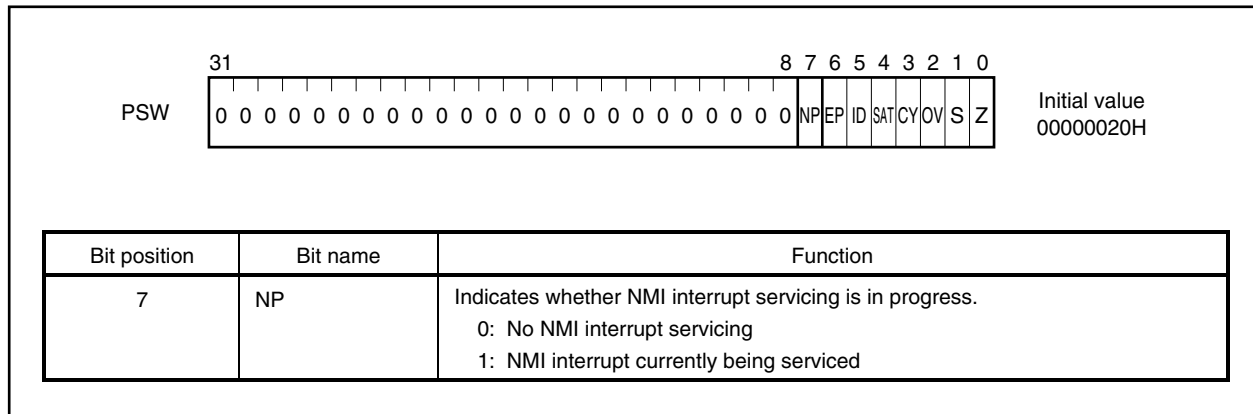 31 8 7 6 5 4 3 2 1 0
PSW 0 0 0 0 0 0 0 0 0 0 0 0 0 0 0 0 0 0 0 0 0 0 0 0 NP EP ID SAT CY OV S Z Initial value
00000020H
Bit position Bit name Function
7 NP Indicates whether NMI interrupt servicing is in progress.
0: No NMI interrupt servicing
1: NMI interrupt currently being serviced